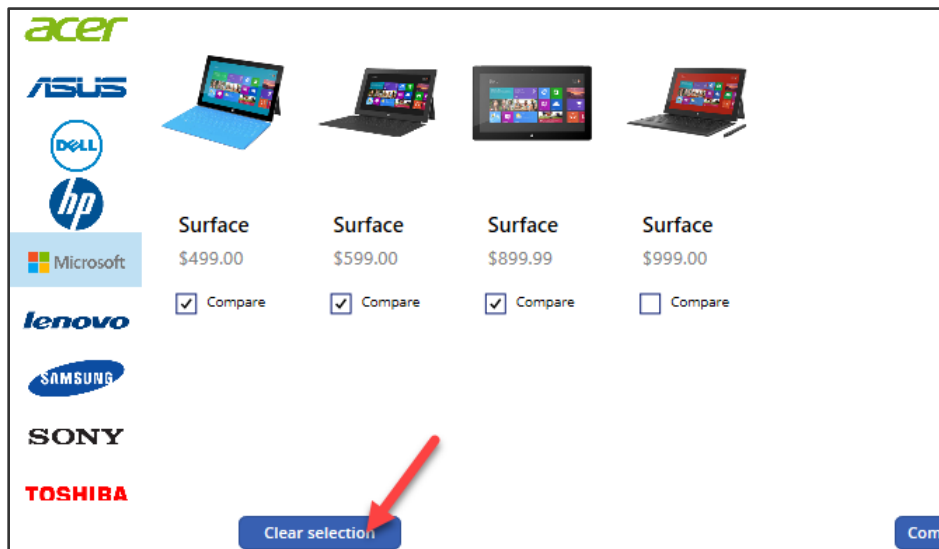 acer
ASUS
DELL
hp
Microsoft
lenovo
SAMSUNG
SONY
TOSHIBA
Surface Surface Surface Surface
$499.00 $599.00 $899.99 $999.00
Compare Compare Compare Compare
Clear selection
Com